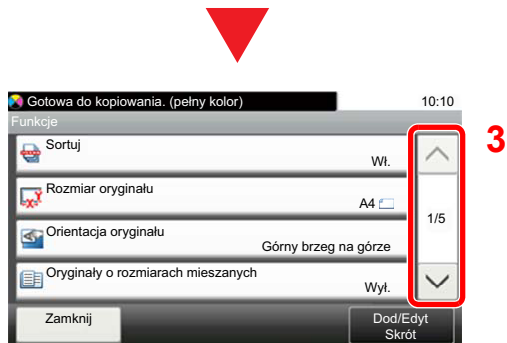 Gotowa do kopiowania. (pełny kolor) 10:10
Funkcje
Sortuj
Wł.
3
Rozmiar oryginału
A4
1/5
Orientacja oryginału
Górny brzeg na górze
Oryginały o rozmiarach mieszanych
Wył.
Zamknij
Dod/Edyt
Skrót